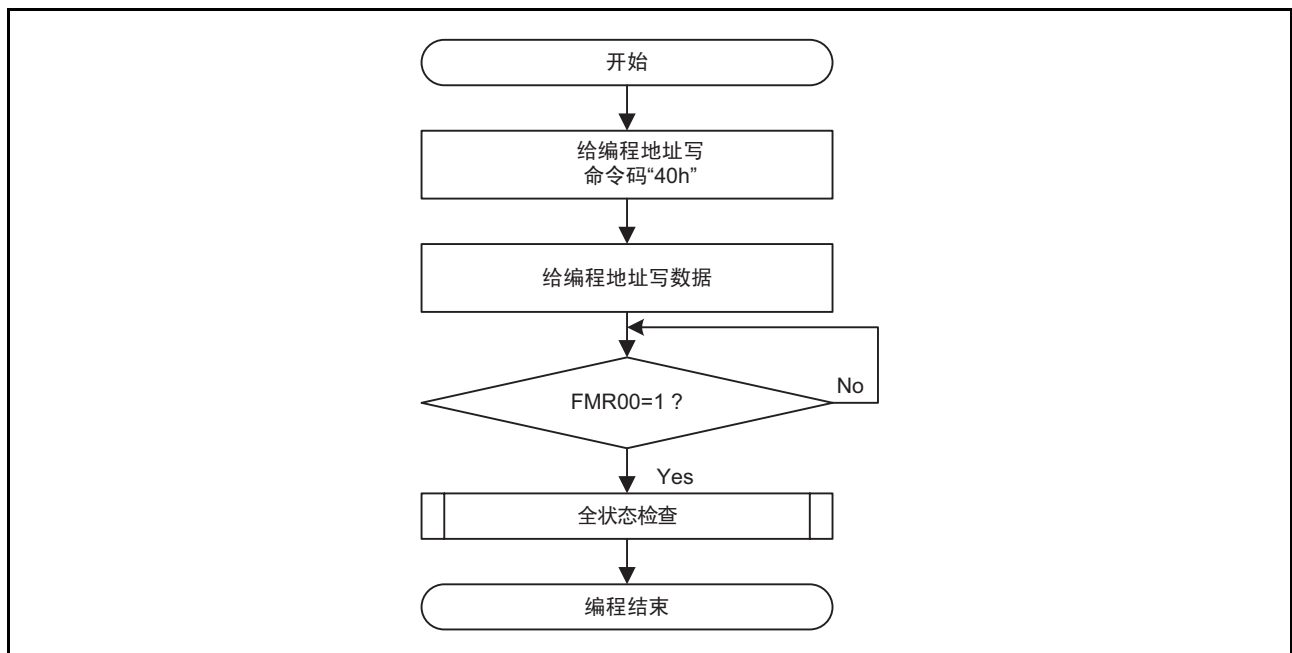 开始
给编程地址写
命令码“40h”
给编程地址写数据
FMR00=1 ?
No
Yes
全状态检查
编程结束